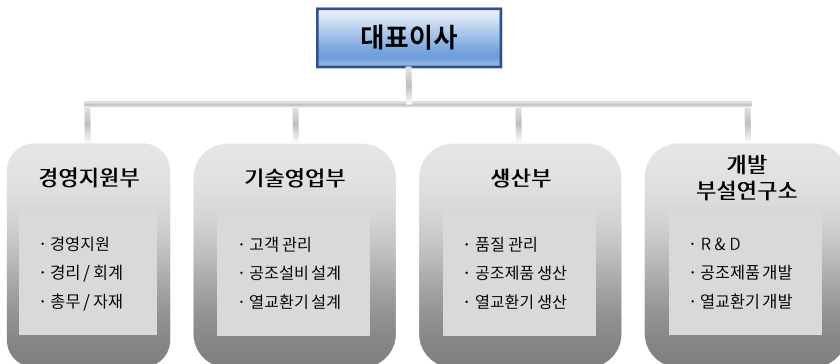 대표이사
경영지원부
· 경영지원
· 경리 / 회계
· 총무 / 자재
기술영업부
· 고객 관리
· 공조설비 설계
· 열교환기 설계
생산부
· 품질 관리
· 공조제품 생산
· 열교환기 생산
개발
부설연구소
· R & D
· 공조제품 개발
· 열교환기 개발